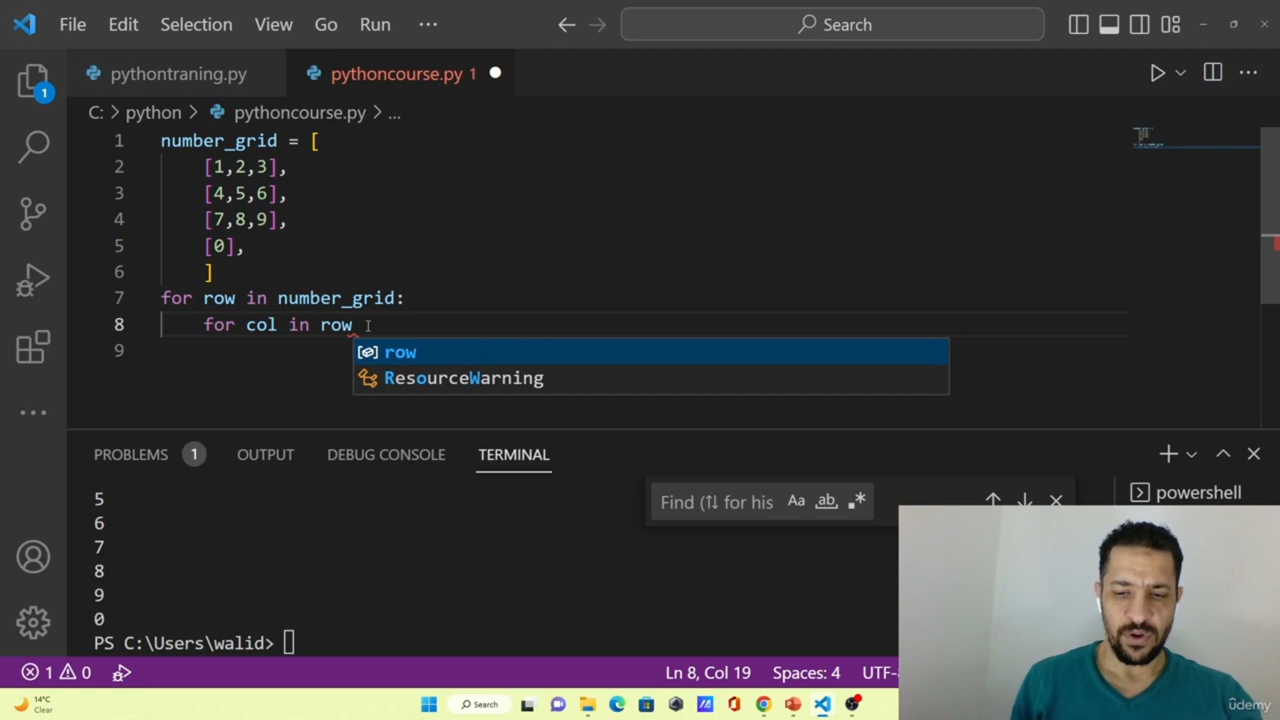 File Edit Selection View Go Run ··· Search
pythontraning.py pythoncourse.py 1
C: > python > pythoncourse.py > ...
1 number_grid = [
2 [1,2,3],
3 [4,5,6],
4 [7,8,9],
5 [0],
6 ]
7 for row in number_grid:
8 for col in row
9
row
ResourceWarning
PROBLEMS 1 OUTPUT DEBUG CONSOLE TERMINAL
Find (⇅ for his Aa ab
powershell
5
6
7
8
9
0
PS C:\Users\walid>
1 0 Ln 8, Col 19 Spaces: 4 UTF-8
14°C
Clear
Search
1
ûdemy